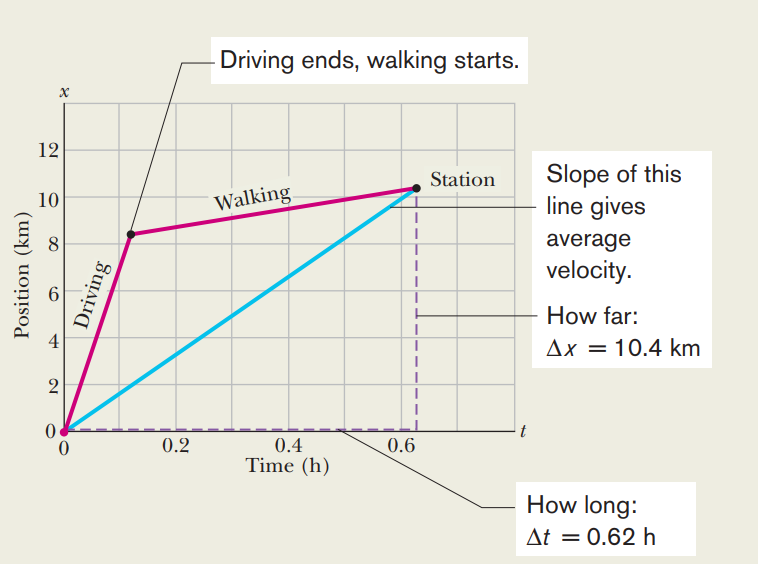 Driving ends, walking starts.
x
12
10
8
6
4
2
0
Position (km)
Driving
Walking
Station
Slope of this
line gives
average
velocity.
How far:
Δx = 10.4 km
0
0.2
0.4
0.6
t
Time (h)
How long:
Δt = 0.62 h